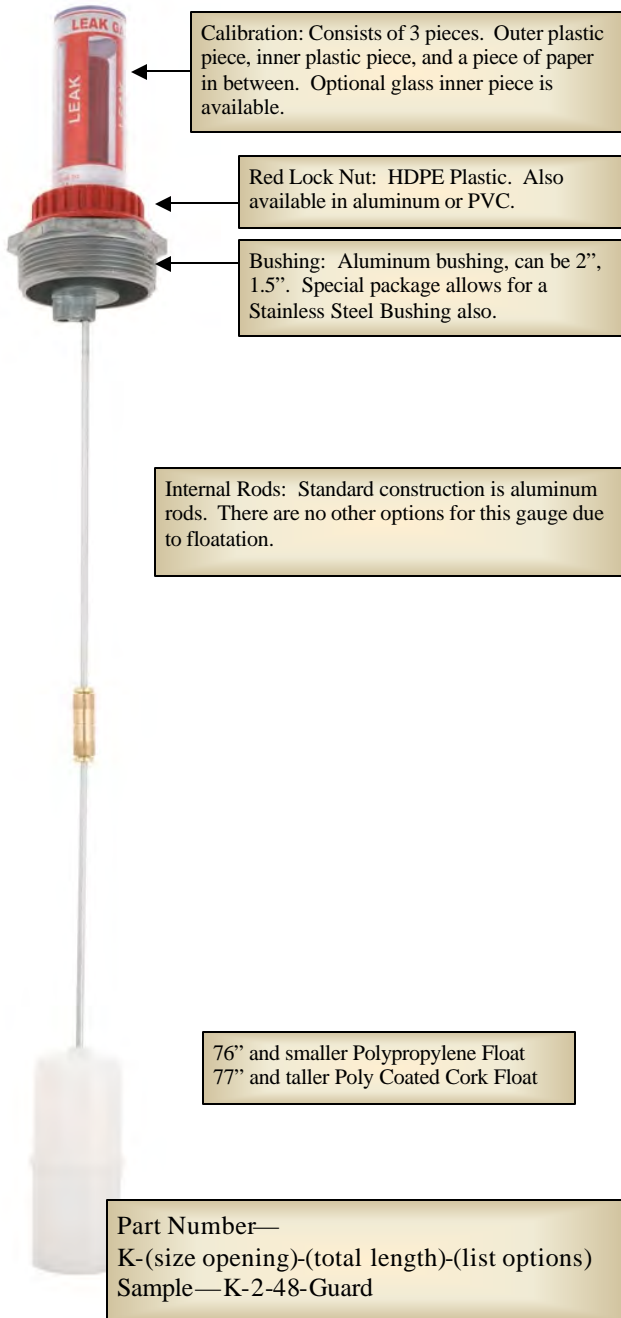 LEAK GA
LEAK
Calibration: Consists of 3 pieces. Outer plastic
piece, inner plastic piece, and a piece of paper
in between. Optional glass inner piece is
available.
Red Lock Nut: HDPE Plastic. Also
available in aluminum or PVC.
Bushing: Aluminum bushing, can be 2”,
1.5”. Special package allows for a
Stainless Steel Bushing also.
Internal Rods: Standard construction is aluminum
rods. There are no other options for this gauge due
to floatation.
76” and smaller Polypropylene Float
77” and taller Poly Coated Cork Float
Part Number—
K-(size opening)-(total length)-(list options)
Sample—K-2-48-Guard